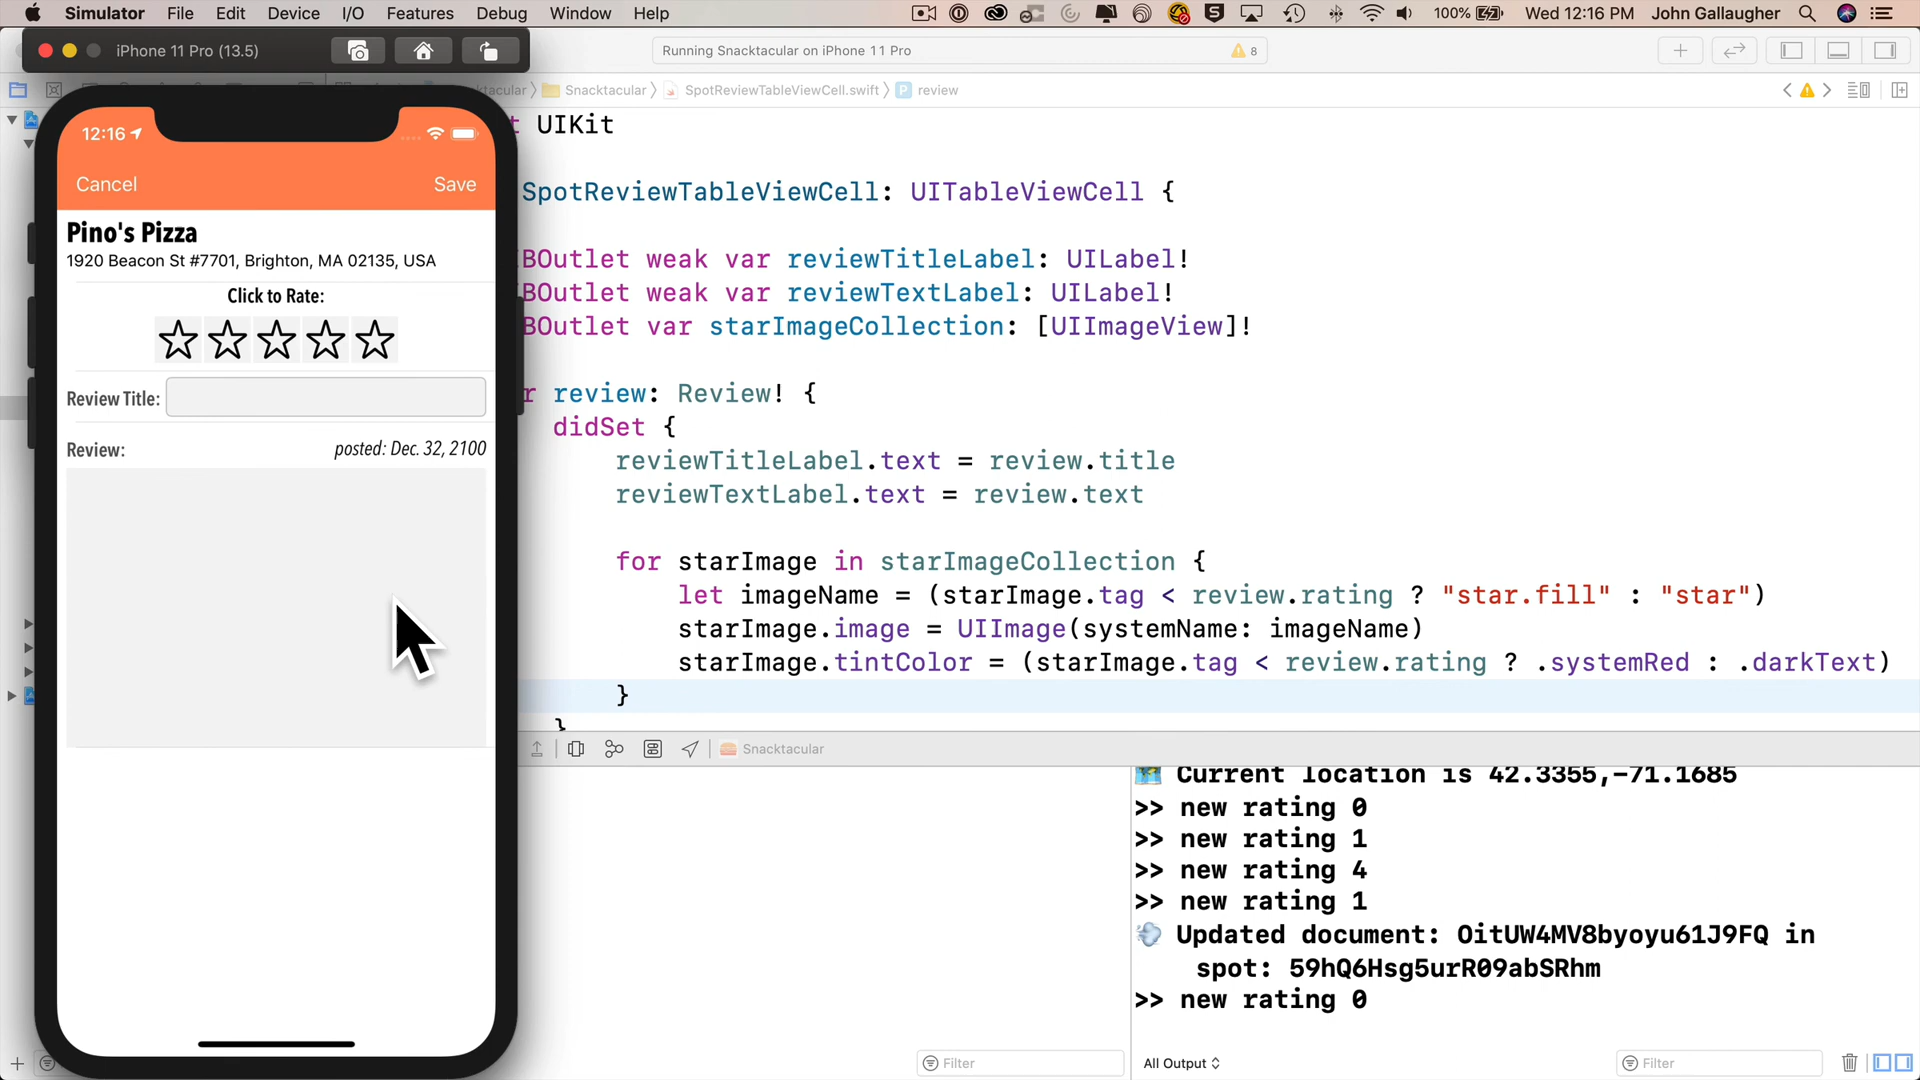 Simulator File Edit View Device I/O Features Debug Window Help 100% Wed 12:16 PM John Gallaugher
iPhone 11 Pro (13.5)
Running Snacktacular on iPhone 11 Pro 8
Snacktacular SpotReviewTableViewCell.swift P review
12:16
Cancel Save
Pino's Pizza
1920 Beacon St #7701, Brighton, MA 02135, USA
Click to Rate:
Review Title:
Review: posted: Dec. 32, 2100
t UIKit
SpotReviewTableViewCell: UITableViewCell {
BOutlet weak var reviewTitleLabel: UILabel!
BOutlet weak var reviewTextLabel: UILabel!
BOutlet var starImageCollection: [UIImageView]!
r review: Review! {
didSet {
reviewTitleLabel.text = review.title
reviewTextLabel.text = review.text
for starImage in starImageCollection {
let imageName = (starImage.tag < review.rating ? "star.fill" : "star")
starImage.image = UIImage(systemName: imageName)
starImage.tintColor = (starImage.tag < review.rating ? .systemRed : .darkText)
}
}
Snacktacular
Current location is 42.3355,-71.1685
>> new rating 0
>> new rating 1
>> new rating 4
>> new rating 1
Updated document: OitUW4MV8byoyu61J9FQ in
spot: 59hQ6Hsg5urR09abSRhm
>> new rating 0
Filter All Output Filter